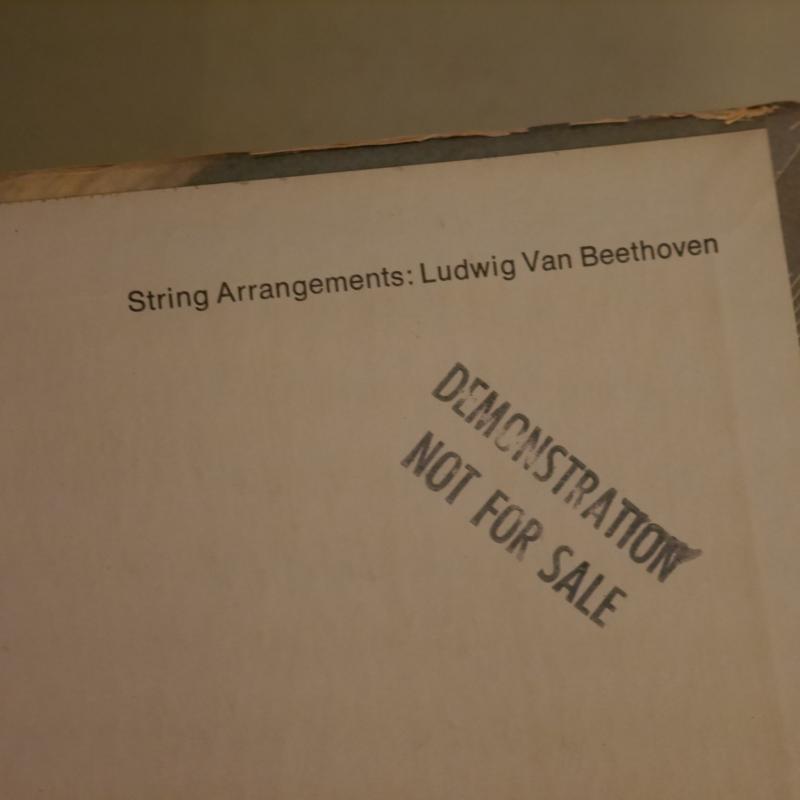 String Arrangements: Ludwig Van Beethoven
DEMONSTRATION
NOT FOR SALE